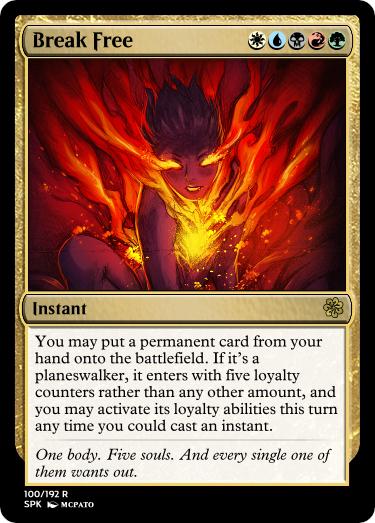 Break Free
Instant
You may put a permanent card from your
hand onto the battlefield. If it's a
planeswalker, it enters with five loyalty
counters rather than any other amount, and
you may activate its loyalty abilities this turn
any time you could cast an instant.
One body. Five souls. And every single one of
them wants out.
100/192 R
SPK MCPATO